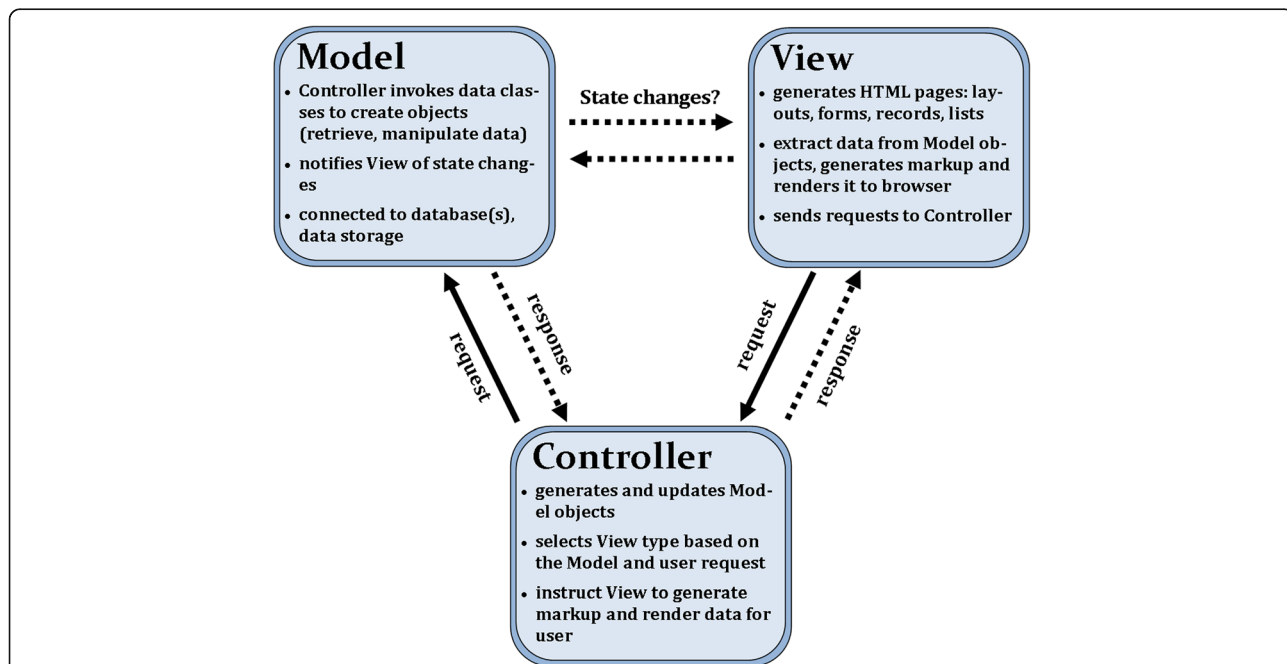 Model
• Controller invokes data clas-
ses to create objects
(retrieve, manipulate data)
• notifies View of state chang-
es
• connected to database(s),
data storage
State changes?
View
• generates HTML pages: lay-
outs, forms, records, lists
• extract data from Model ob-
jects, generates markup and
renders it to browser
• sends requests to Controller
request
response
request
response
Controller
• generates and updates Mod-
el objects
• selects View type based on
the Model and user request
• instruct View to generate
markup and render data for
user